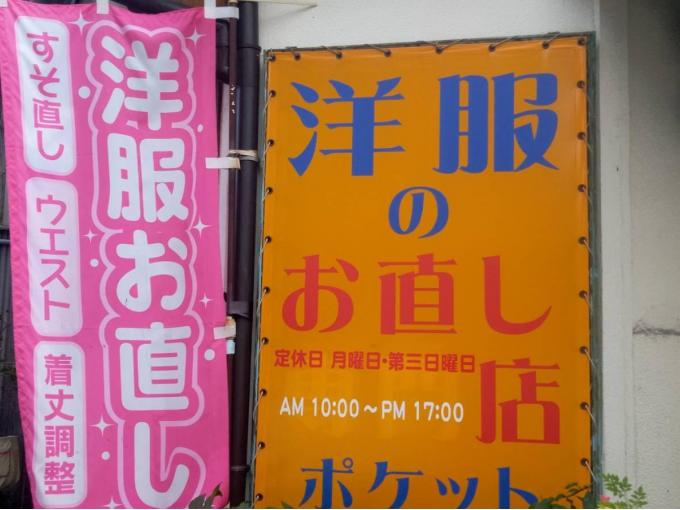 洋服お直し
すそ直し
ウエスト
着丈調整
洋服
の
お直し
定休日 月曜日・第三日曜日
店
AM 10:00～PM 17:00
ポケット